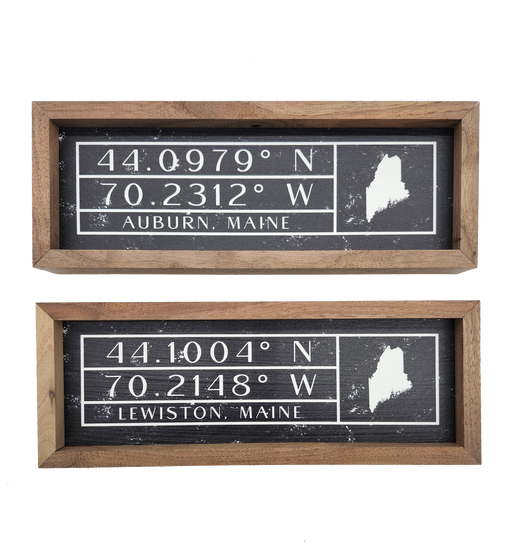 44.0979° N
70.2312° W
AUBURN, MAINE
44.1004° N
70.2148° W
LEWISTON, MAINE